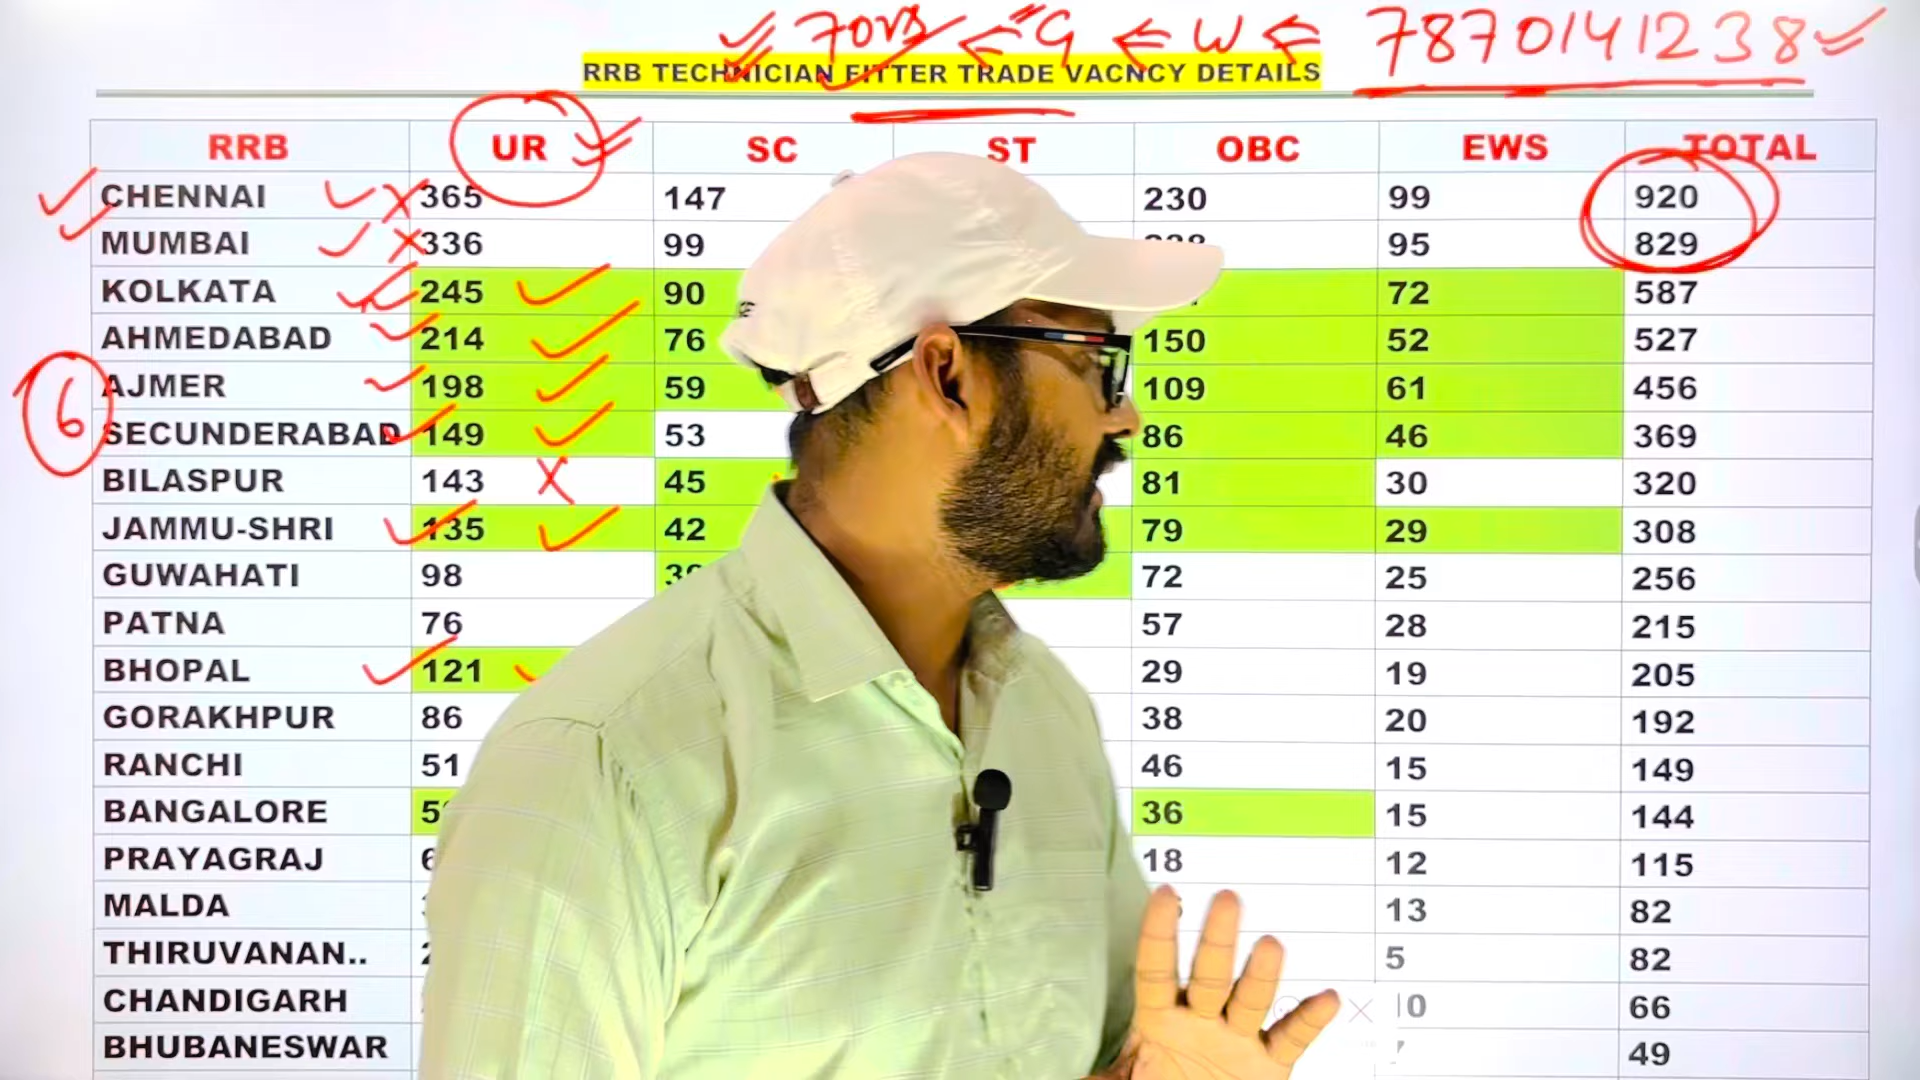 70rs G W 7870141238
RRB TECHNICIAN FITTER TRADE VACNCY DETAILS
RRB UR SC ST OBC EWS TOTAL
CHENNAI 365 147 230 99 920
MUMBAI 336 99 95 829
KOLKATA 245 90 72 587
AHMEDABAD 214 76 150 52 527
AJMER 198 59 109 61 456
6
SECUNDERABAD 149 53 86 46 369
BILASPUR 143 45 81 30 320
JAMMU-SHRI 135 42 79 29 308
GUWAHATI 98 72 25 256
PATNA 76 57 28 215
BHOPAL 121 29 19 205
GORAKHPUR 86 38 20 192
RANCHI 51 46 15 149
BANGALORE 36 15 144
PRAYAGRAJ 18 12 115
MALDA 13 82
THIRUVANAN.. 5 82
CHANDIGARH 10 66
BHUBANESWAR 49